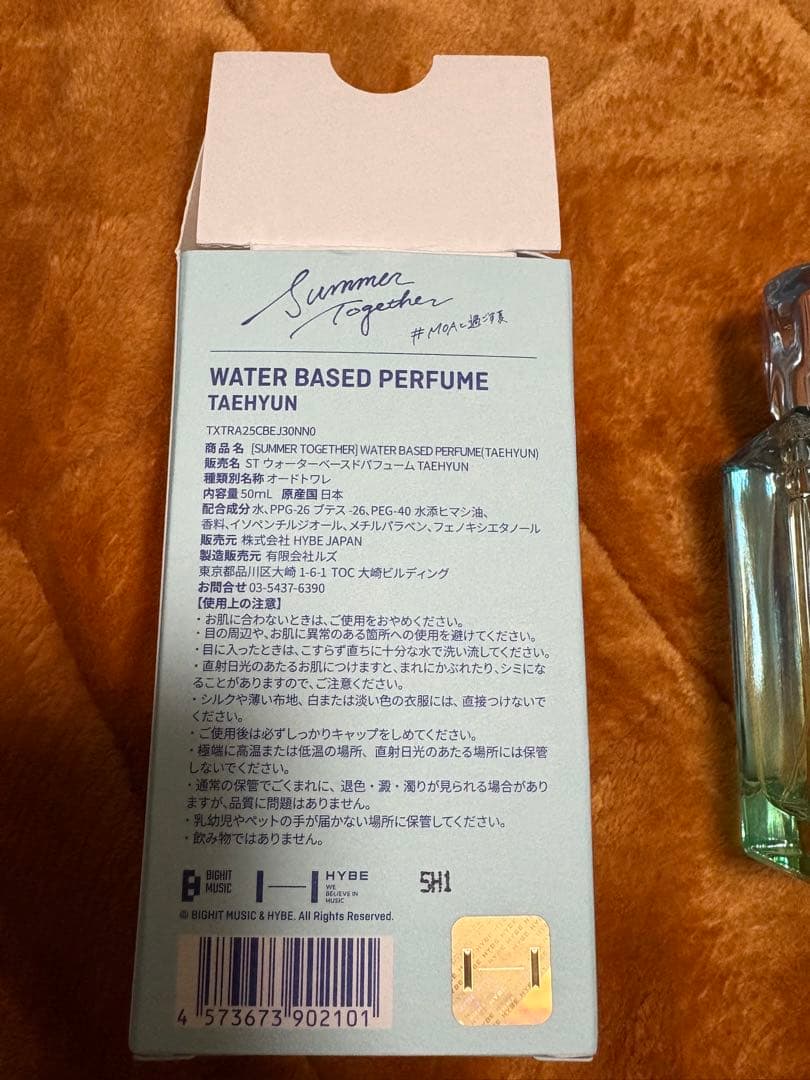 Summer
Together
#MOAと過ごす夏
WATER BASED PERFUME
TAEHYUN
TXTRA25CBEJ30NN0
商品名 [SUMMER TOGETHER] WATER BASED PERFUME(TAEHYUN)
販売名 ST ウォーターベースドパフューム TAEHYUN
種類別名称 オードトワレ
内容量 50mL 原産国 日本
配合成分 水、PPG-26 ブテス -26、PEG-40 水添ヒマシ油、
香料、イソペンチルジオール、メチルパラベン、フェノキシエタノール
販売元 株式会社 HYBE JAPAN
製造販売元 有限会社ルズ
東京都品川区大崎 1-6-1 TOC 大崎ビルディング
お問合せ 03-5437-6390
【使用上の注意】
・お肌に合わないときは、ご使用をおやめください。
・目の周辺や、お肌に異常のある箇所への使用を避けてください。
・目に入ったときは、こすらず直ちに十分な水で洗い流してください。
・直射日光のあたるお肌につけますと、まれにかぶれたり、シミにな
ることがありますので、ご注意ください。
・シルクや薄い布地、白または淡い色の衣服には、直接つけないで
ください。
・ご使用後は必ずしっかりキャップをしめてください。
・極端に高温または低温の場所、直射日光のあたる場所には保管
しないでください。
・通常の保管でごくまれに、退色・澱・濁りが見られる場合があり
ますが、品質に問題はありません。
・乳幼児やペットの手が届かない場所に保管してください。
・飲み物ではありません。
BIGHIT
MUSIC
HYBE
WE
BELIEVE IN
MUSIC
5H1
© BIGHIT MUSIC & HYBE. All Rights Reserved.
4 573673 902101